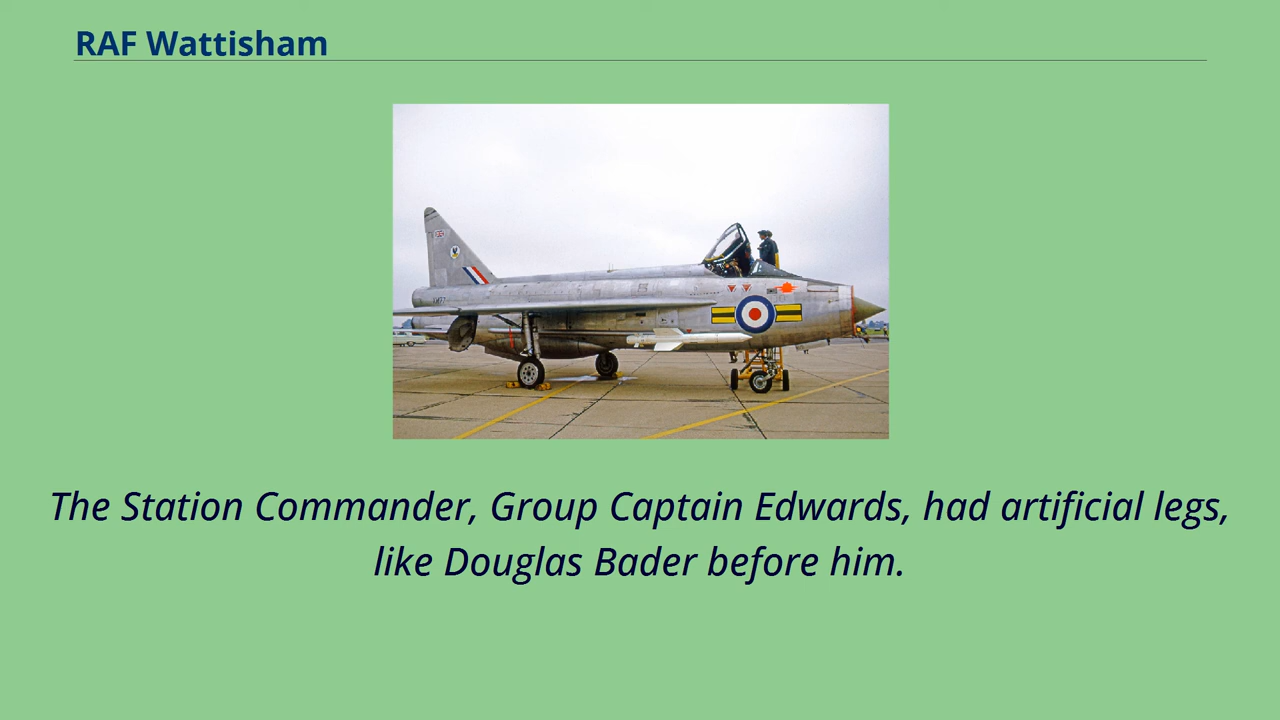 RAF Wattisham
The Station Commander, Group Captain Edwards, had artificial legs,
like Douglas Bader before him.